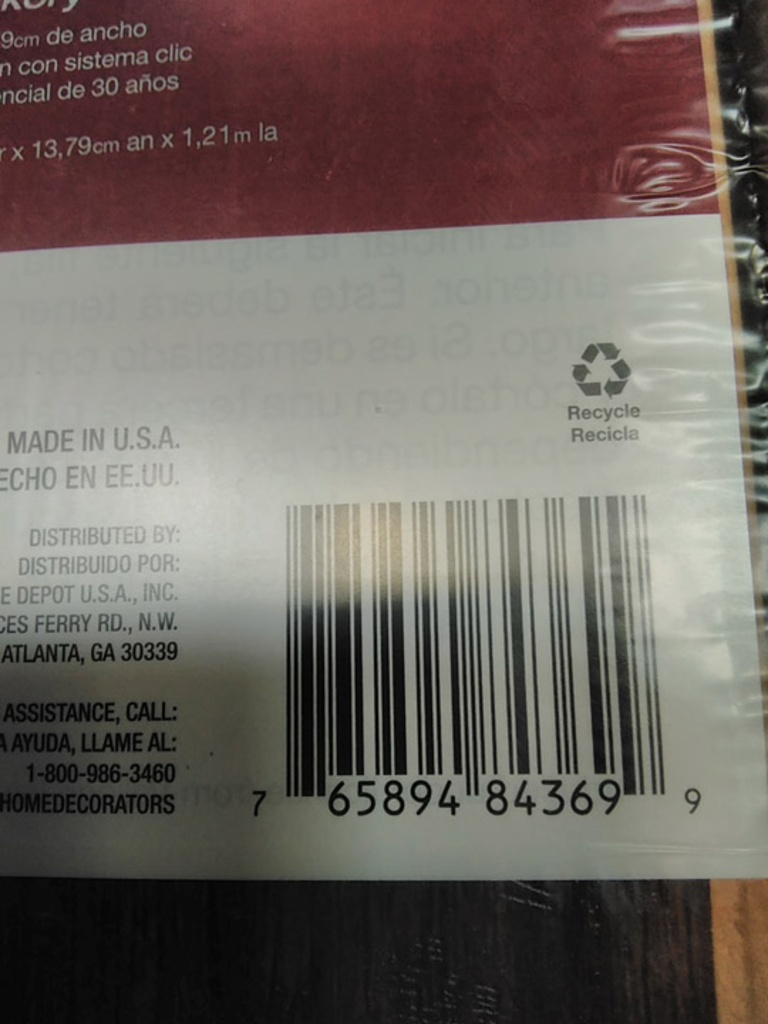 9cm de ancho
n con sistema clic
encial de 30 años
r x 13,79cm an x 1,21m la
Recycle
Recicla
MADE IN U.S.A.
ECHO EN EE.UU.
DISTRIBUTED BY:
DISTRIBUIDO POR:
E DEPOT U.S.A., INC.
CES FERRY RD., N.W.
ATLANTA, GA 30339
ASSISTANCE, CALL:
A AYUDA, LLAME AL:
1-800-986-3460
HOMEDECORATORS
7 65894 84369 9